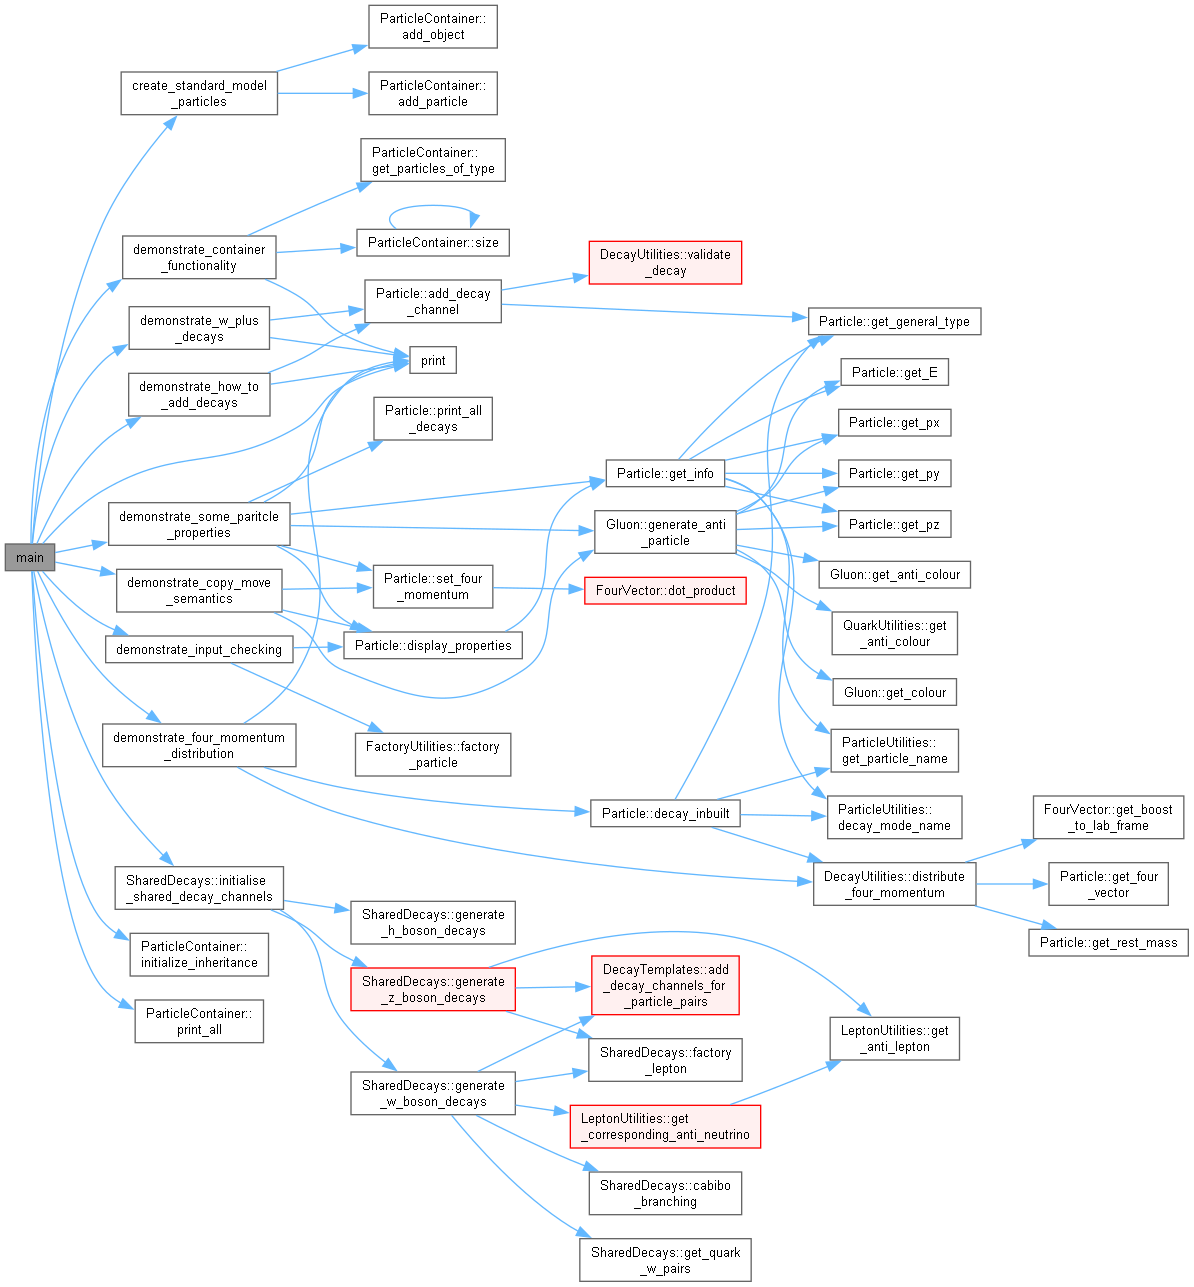 main
create_standard_model
_particles
demonstrate_container
_functionality
demonstrate_w_plus
_decays
demonstrate_how_to
_add_decays
demonstrate_some_paritcle
_properties
demonstrate_copy_move
_semantics
demonstrate_input_checking
demonstrate_four_momentum
_distribution
SharedDecays::initialise
_shared_decay_channels
ParticleContainer::
initialize_inheritance
ParticleContainer::
print_all
ParticleContainer::
add_object
ParticleContainer::
add_particle
ParticleContainer::
get_particles_of_type
ParticleContainer::size
Particle::add_decay
_channel
print
Particle::print_all
_decays
Particle::set_four
_momentum
Particle::display_properties
FactoryUtilities::factory
_particle
SharedDecays::generate
_h_boson_decays
SharedDecays::generate
_z_boson_decays
SharedDecays::generate
_w_boson_decays
DecayUtilities::validate
_decay
Particle::get_info
Gluon::generate_anti
_particle
FourVector::dot_product
Particle::decay_inbuilt
DecayTemplates::add
_decay_channels_for
_particle_pairs
SharedDecays::factory
_lepton
LeptonUtilities::get
_corresponding_anti_neutrino
SharedDecays::cabibo
_branching
SharedDecays::get_quark
_w_pairs
Particle::get_general_type
Particle::get_E
Particle::get_px
Particle::get_py
Particle::get_pz
Gluon::get_anti_colour
QuarkUtilities::get
_anti_colour
Gluon::get_colour
ParticleUtilities::
get_particle_name
ParticleUtilities::
decay_mode_name
DecayUtilities::distribute
_four_momentum
LeptonUtilities::get
_anti_lepton
FourVector::get_boost
_to_lab_frame
Particle::get_four
_vector
Particle::get_rest_mass